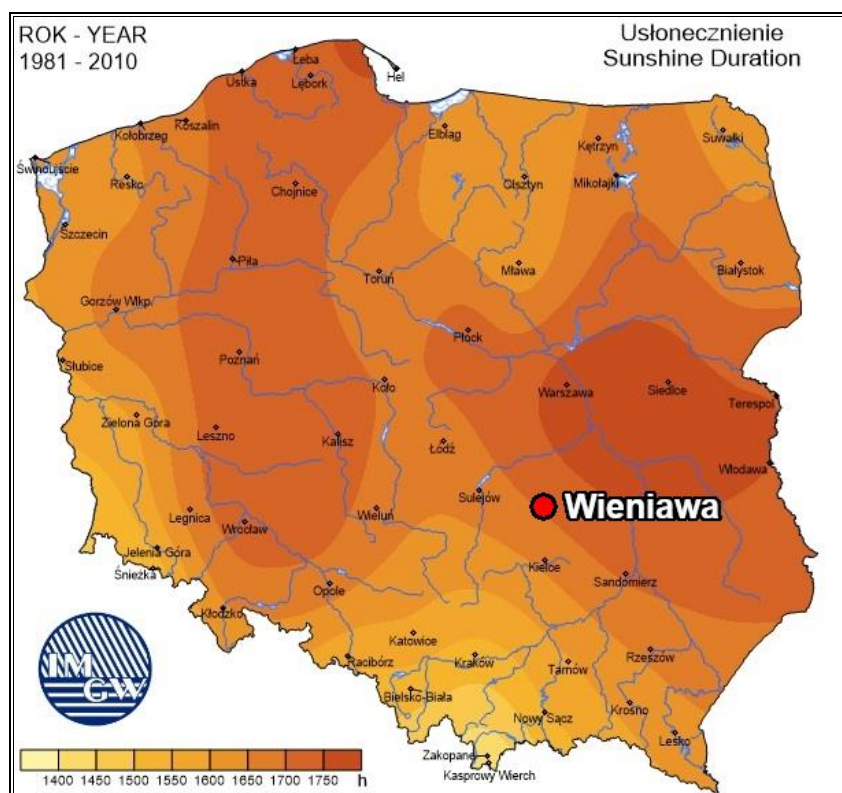 ROK - YEAR
1981 - 2010
Usłonecznienie
Sunshine Duration
Łeba
Hel
Ustka
Lębork
Koszalin
Kołobrzeg
Elbląg
Suwałki
Kętrzyn
Świnoujście
Resko
Chojnice
Olsztyn
Mikołajki
Szczecin
Piła
Toruń
Mława
Białystok
Gorzów Wlkp.
Płock
Słubice
Poznań
Koło
Warszawa
Siedlce
Terespol
Zielona Góra
Leszno
Kalisz
Łódź
Włodawa
Sulejów
Wieniawa
Legnica
Wrocław
Wieluń
Jelenia Góra
Śnieżka
Kielce
Sandomierz
Opole
Kłodzko
Katowice
Racibórz
Kraków
Tarnów
Rzeszów
Bielsko-Biała
Nowy Sącz
Krosno
Lesko
Zakopane
Kasprowy Wierch
IM
GW
1400 1450 1500 1550 1600 1650 1700 1750 h